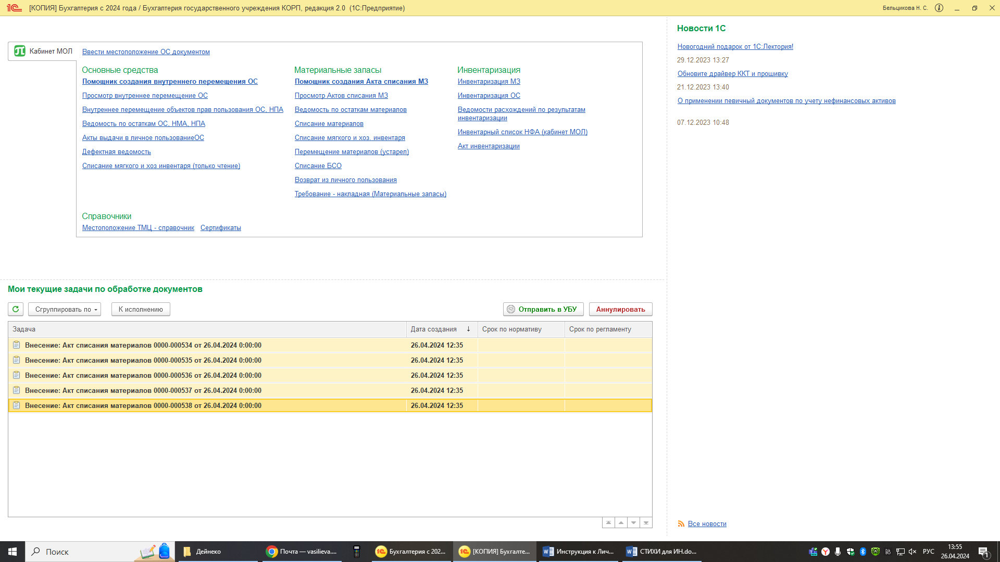 [КОПИЯ] Бухгалтерия с 2024 года / Бухгалтерия государственного учреждения КОРП, редакция 2.0 (1С:Предприятие)
Бельцикова Н. С.
Кабинет МОЛ
Ввести местоположение ОС документом
Основные средства
Помощник создания внутреннего перемещения ОС
Просмотр внутреннее перемещение ОС
Внутреннее перемещение объектов прав пользования ОС, НПА
Ведомость по остаткам ОС, НМА, НПА
Акты выдачи в личное пользованиеОС
Дефектная ведомость
Списание мягкого и хоз инвентаря (только чтение)
Материальные запасы
Помощник создания Акта списания МЗ
Просмотр Актов списания МЗ
Ведомость по остаткам материалов
Списание материалов
Списание мягкого и хоз. инвентаря
Перемещение материалов (устарел)
Списание БСО
Возврат из личного пользования
Требование - накладная (Материальные запасы)
Инвентаризация
Инвентаризация МЗ
Инвентаризация ОС
Ведомости расхождений по результатам
инвентаризации
Инвентарный список НФА (кабинет МОЛ)
Акт инвентаризации
Справочники
Местоположение ТМЦ - справочник Сертификаты
Новости 1С
Новогодний подарок от 1С:Лектория!
29.12.2023 13:27
Обновите драйвер ККТ и прошивку
21.12.2023 13:40
О применении певичный документов по учету нефинансовых активов
07.12.2023 10:48
Все новости
Мои текущие задачи по обработке документов
Сгруппировать по К исполнению Отправить в УБУ Аннулировать
Задача Дата создания ↓ Срок по нормативу Срок по регламенту
Внесение: Акт списания материалов 0000-000534 от 26.04.2024 0:00:00 26.04.2024 12:35
Внесение: Акт списания материалов 0000-000535 от 26.04.2024 0:00:00 26.04.2024 12:35
Внесение: Акт списания материалов 0000-000536 от 26.04.2024 0:00:00 26.04.2024 12:35
Внесение: Акт списания материалов 0000-000537 от 26.04.2024 0:00:00 26.04.2024 12:35
Внесение: Акт списания материалов 0000-000538 от 26.04.2024 0:00:00 26.04.2024 12:35
Поиск Дейнеко Почта — vasilieva.... Бухгалтерия с 202... [КОПИЯ] Бухгалте... Инструкция к Лич... СТИХИ для ИН.do... РУС 13:55
26.04.2024 1